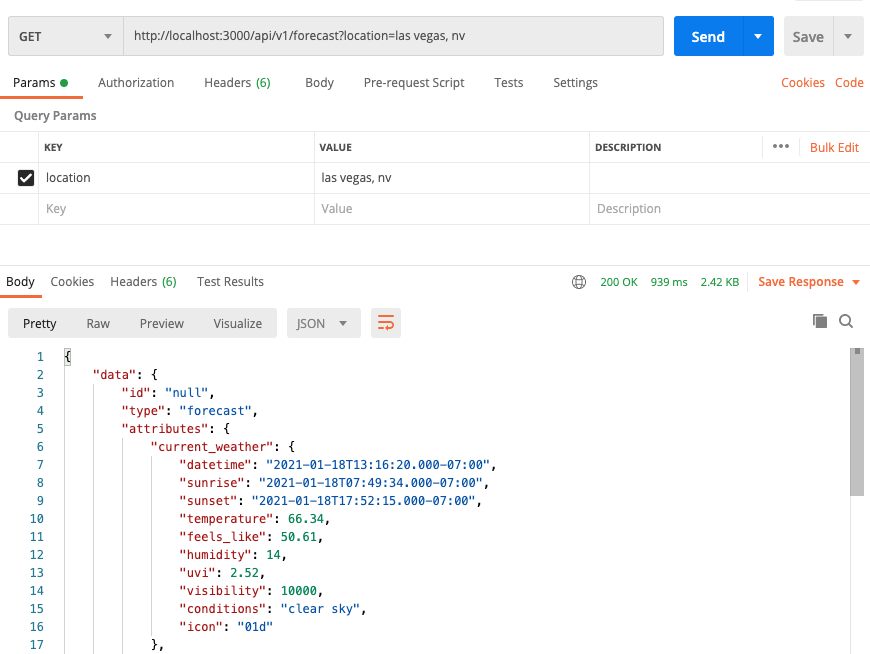 GET http://localhost:3000/api/v1/forecast?location=las vegas, nv Send Save
Params Authorization Headers (6) Body Pre-request Script Tests Settings Cookies Code
Query Params
KEY VALUE DESCRIPTION ••• Bulk Edit
location las vegas, nv
Key Value Description
Body Cookies Headers (6) Test Results 200 OK 939 ms 2.42 KB Save Response
Pretty Raw Preview Visualize JSON
1 {
2 "data": {
3 "id": "null",
4 "type": "forecast",
5 "attributes": {
6 "current_weather": {
7 "datetime": "2021-01-18T13:16:20.000-07:00",
8 "sunrise": "2021-01-18T07:49:34.000-07:00",
9 "sunset": "2021-01-18T17:52:15.000-07:00",
10 "temperature": 66.34,
11 "feels_like": 50.61,
12 "humidity": 14,
13 "uvi": 2.52,
14 "visibility": 10000,
15 "conditions": "clear sky",
16 "icon": "01d"
17 },